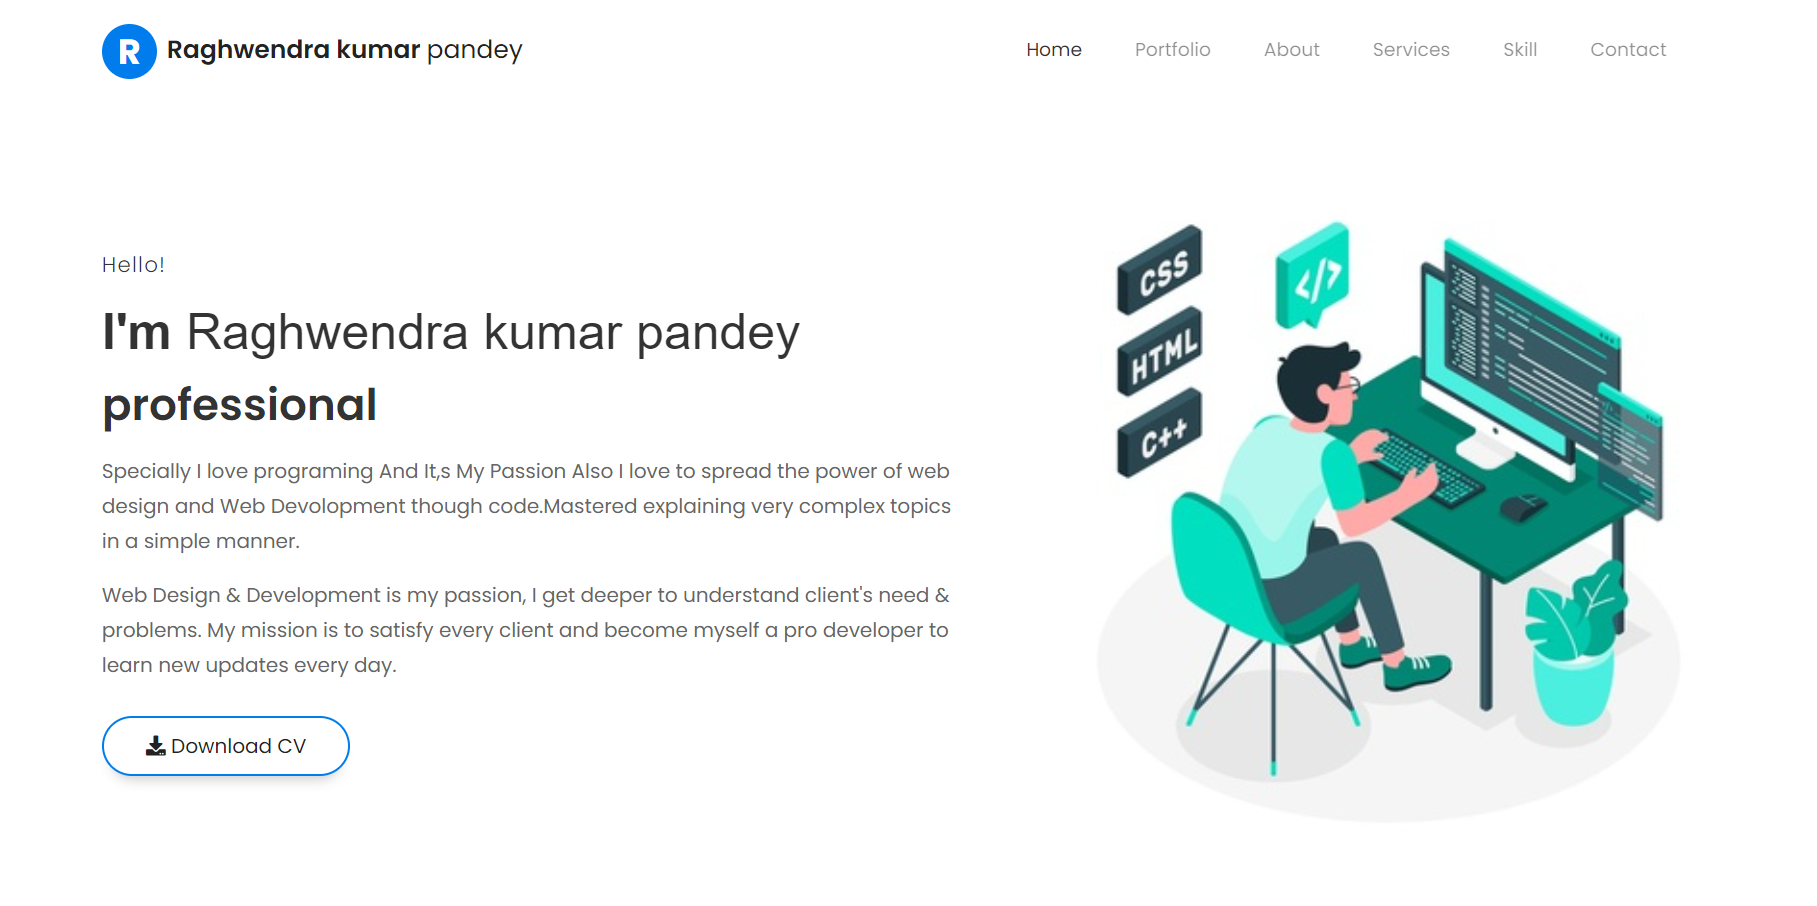 R Raghwendra kumar pandey
Home Portfolio About Services Skill Contact
Hello!
I'm Raghwendra kumar pandey
professional
Specially I love programing And It,s My Passion Also I love to spread the power of web
design and Web Devolopment though code.Mastered explaining very complex topics
in a simple manner.
Web Design & Development is my passion, I get deeper to understand client's need &
problems. My mission is to satisfy every client and become myself a pro developer to
learn new updates every day.
Download CV
CSS
</>
HTML
C++